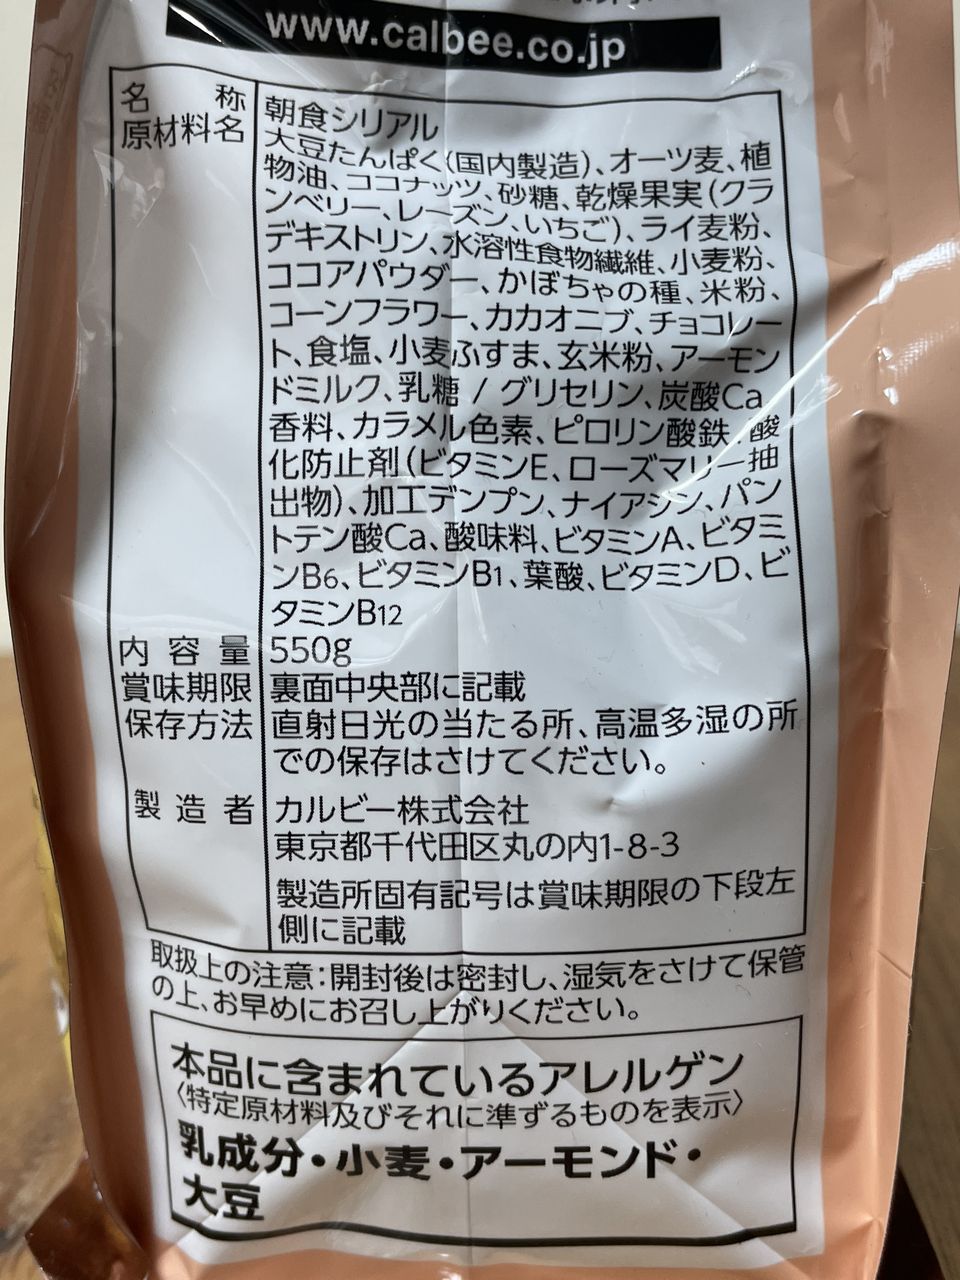 www.calbee.co.jp
名称 朝食シリアル
原材料名 大豆たんぱく(国内製造)、オーツ麦、植
物油、ココナッツ、砂糖、乾燥果実(クラ
ンベリー、レーズン、いちご)、ライ麦粉、
デキストリン、水溶性食物繊維、小麦粉、
ココアパウダー、かぼちゃの種、米粉、
コーンフラワー、カカオニブ、チョコレー
ト、食塩、小麦ふすま、玄米粉、アーモン
ドミルク、乳糖 / グリセリン、炭酸Ca、
香料、カラメル色素、ピロリン酸鉄、酸
化防止剤(ビタミンE、ローズマリー抽
出物)、加工デンプン、ナイアシン、パン
トテン酸Ca、酸味料、ビタミンA、ビタミ
ンB6、ビタミンB1、葉酸、ビタミンD、ビ
タミンB12
内容量 550g
賞味期限 裏面中央部に記載
保存方法 直射日光の当たる所、高温多湿の所
での保存はさけてください。
製造者 カルビー株式会社
東京都千代田区丸の内1-8-3
製造所固有記号は賞味期限の下段左
側に記載
取扱上の注意:開封後は密封し、湿気をさけて保管
の上、お早めにお召し上がりください。
本品に含まれているアレルゲン
〈特定原材料及びそれに準ずるものを表示〉
乳成分・小麦・アーモンド・
大豆